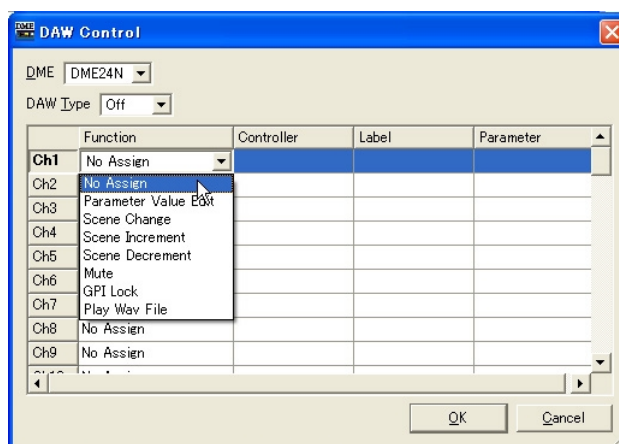 DME DAW Control
DME DME24N
DAW Type Off
Function Controller Label Parameter
Ch1 No Assign
Ch2 No Assign
Ch3 Parameter Value Edit
Scene Change
Ch4 Scene Increment
Ch5 Scene Decrement
Ch6 Mute
GPI Lock
Ch7 Play Wav File
Ch8 No Assign
Ch9 No Assign
OK Cancel